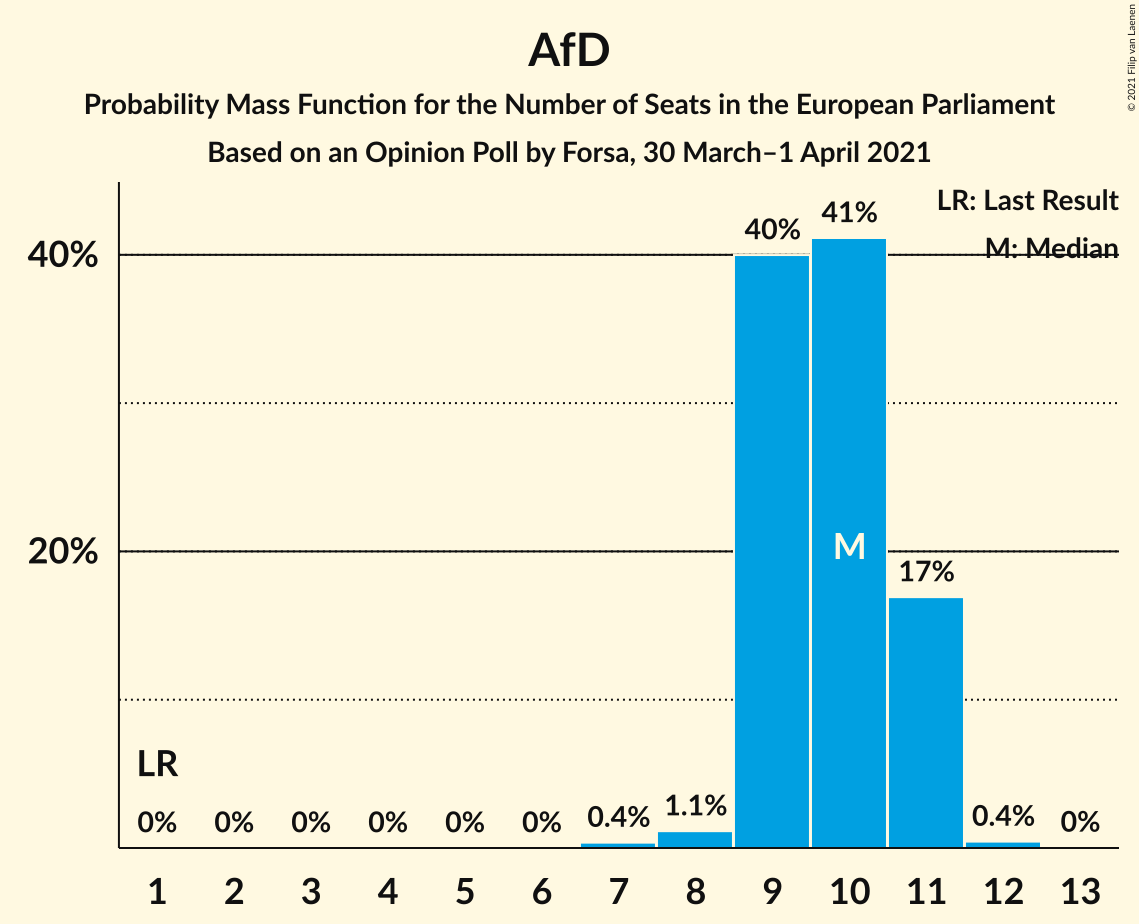 AfD
Probability Mass Function for the Number of Seats in the European Parliament
Based on an Opinion Poll by Forsa, 30 March–1 April 2021
© 2021 Filip van Laenen
LR: Last Result
M: Median
40%
20%
40%
41%
M
17%
LR
0%
0%
0%
0%
0%
0%
0.4%
1.1%
0.4%
0%
1 2 3 4 5 6 7 8 9 10 11 12 13